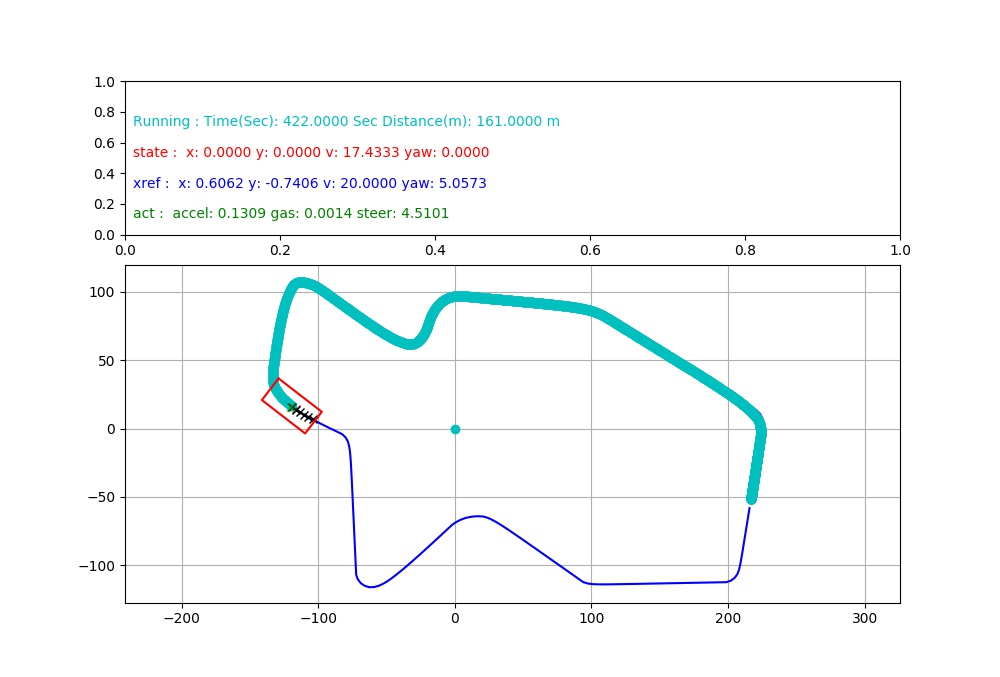 1.0
0.8
0.6
0.4
0.2
0.0
Running : Time(Sec): 422.0000 Sec Distance(m): 161.0000 m
state :  x: 0.0000 y: 0.0000 v: 17.4333 yaw: 0.0000
xref :  x: 0.6062 y: -0.7406 v: 20.0000 yaw: 5.0573
act :  accel: 0.1309 gas: 0.0014 steer: 4.5101
0.0 0.2 0.4 0.6 0.8 1.0
100
50
0
−50
−100
−200 −100 0 100 200 300